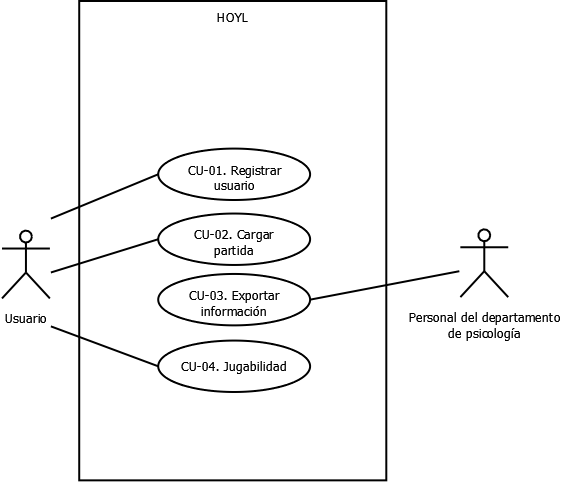 HOYL
CU-01. Registrar
usuario
CU-02. Cargar
partida
CU-03. Exportar
información
CU-04. Jugabilidad
Usuario
Personal del departamento
de psicología